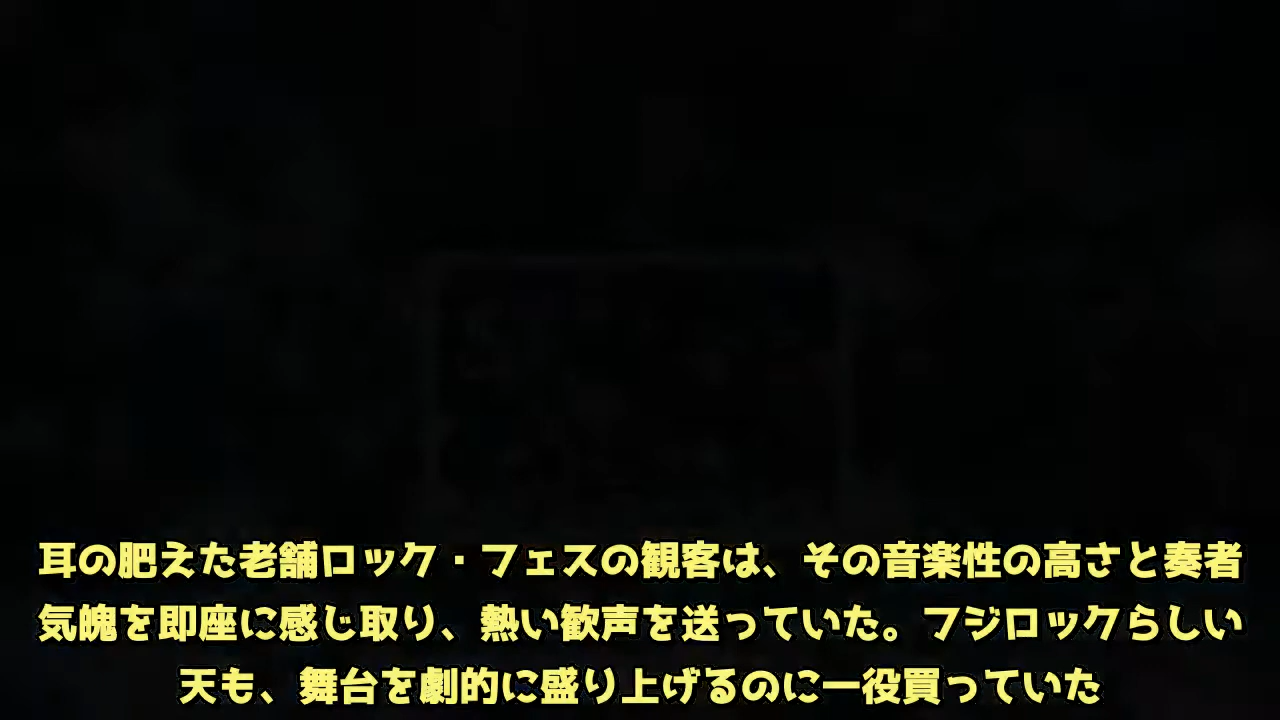 耳の肥えた老舗ロック・フェスの観客は、その音楽性の高さと奏者
気魄を即座に感じ取り、熱い歓声を送っていた。フジロックらしい
天も、舞台を劇的に盛り上げるのに一役買っていた